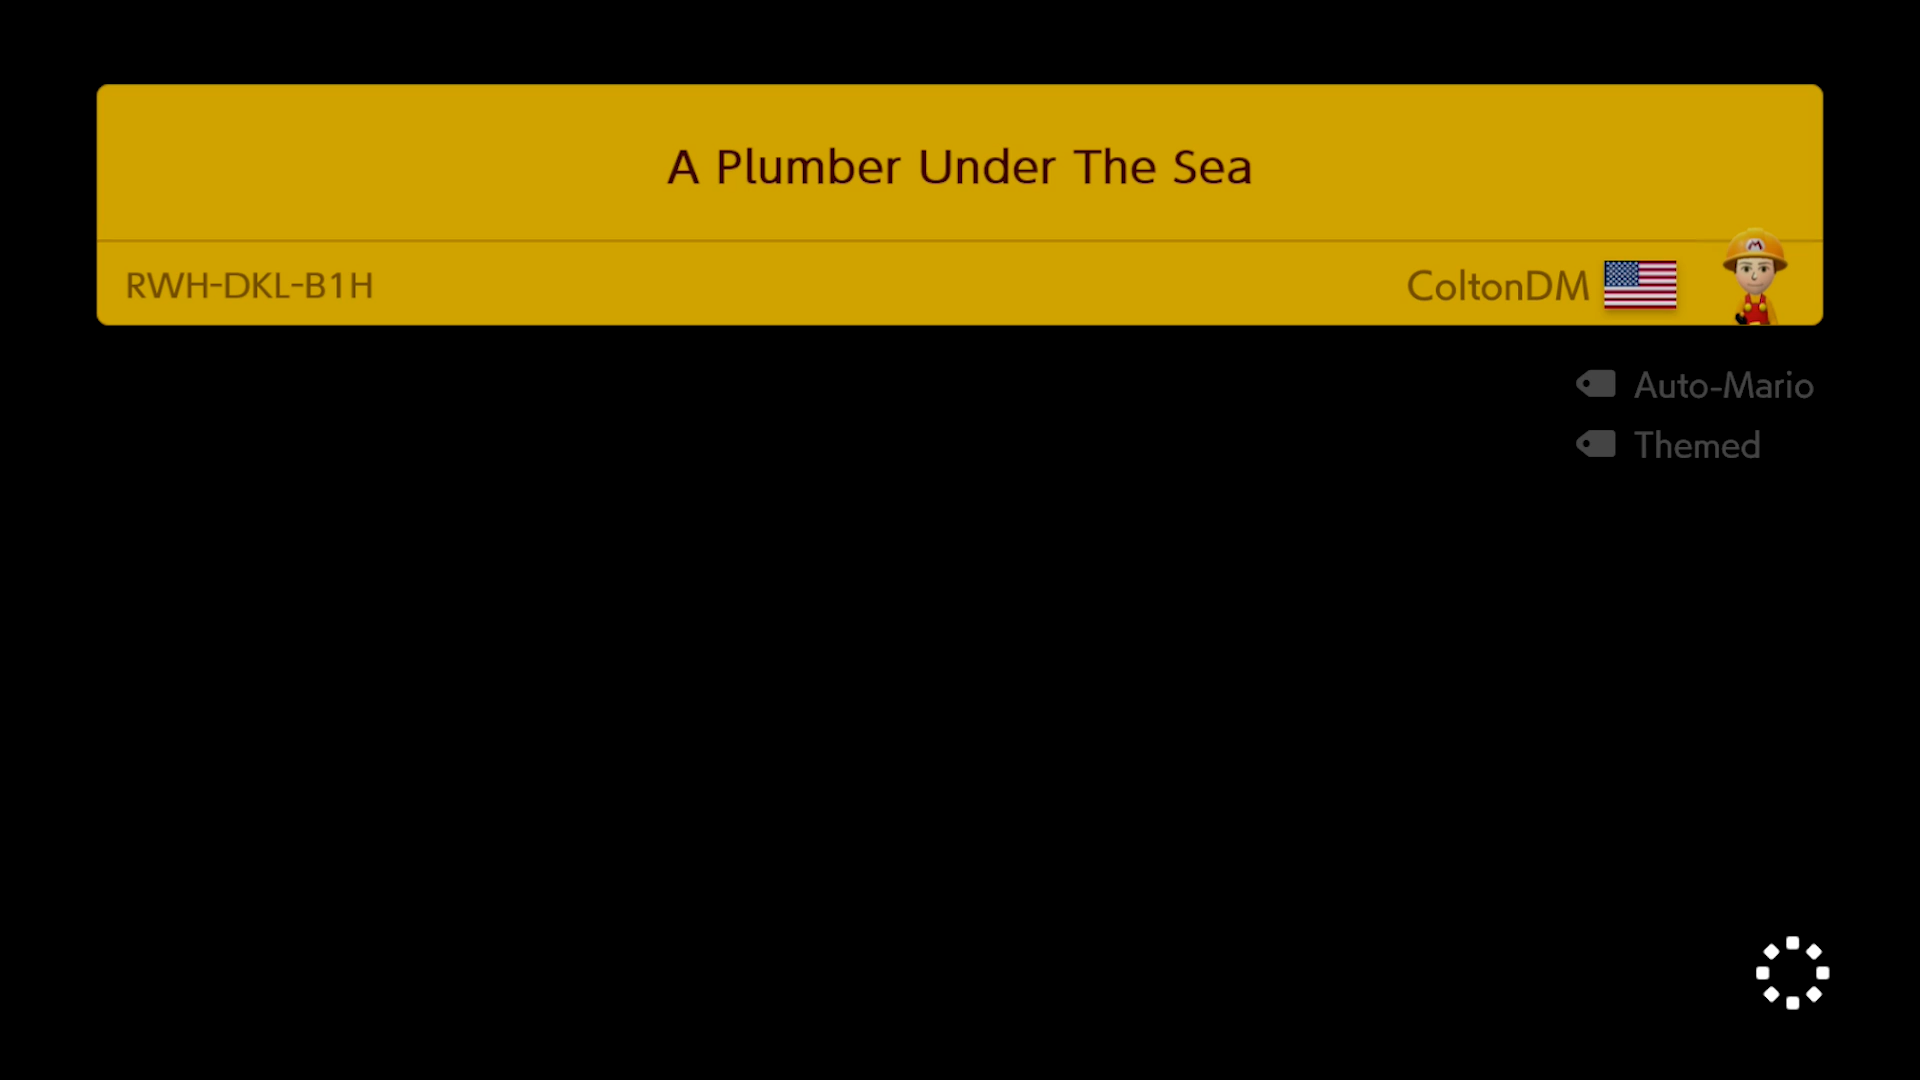 A Plumber Under The Sea
RWH-DKL-B1H
ColtonDM
Auto-Mario
Themed